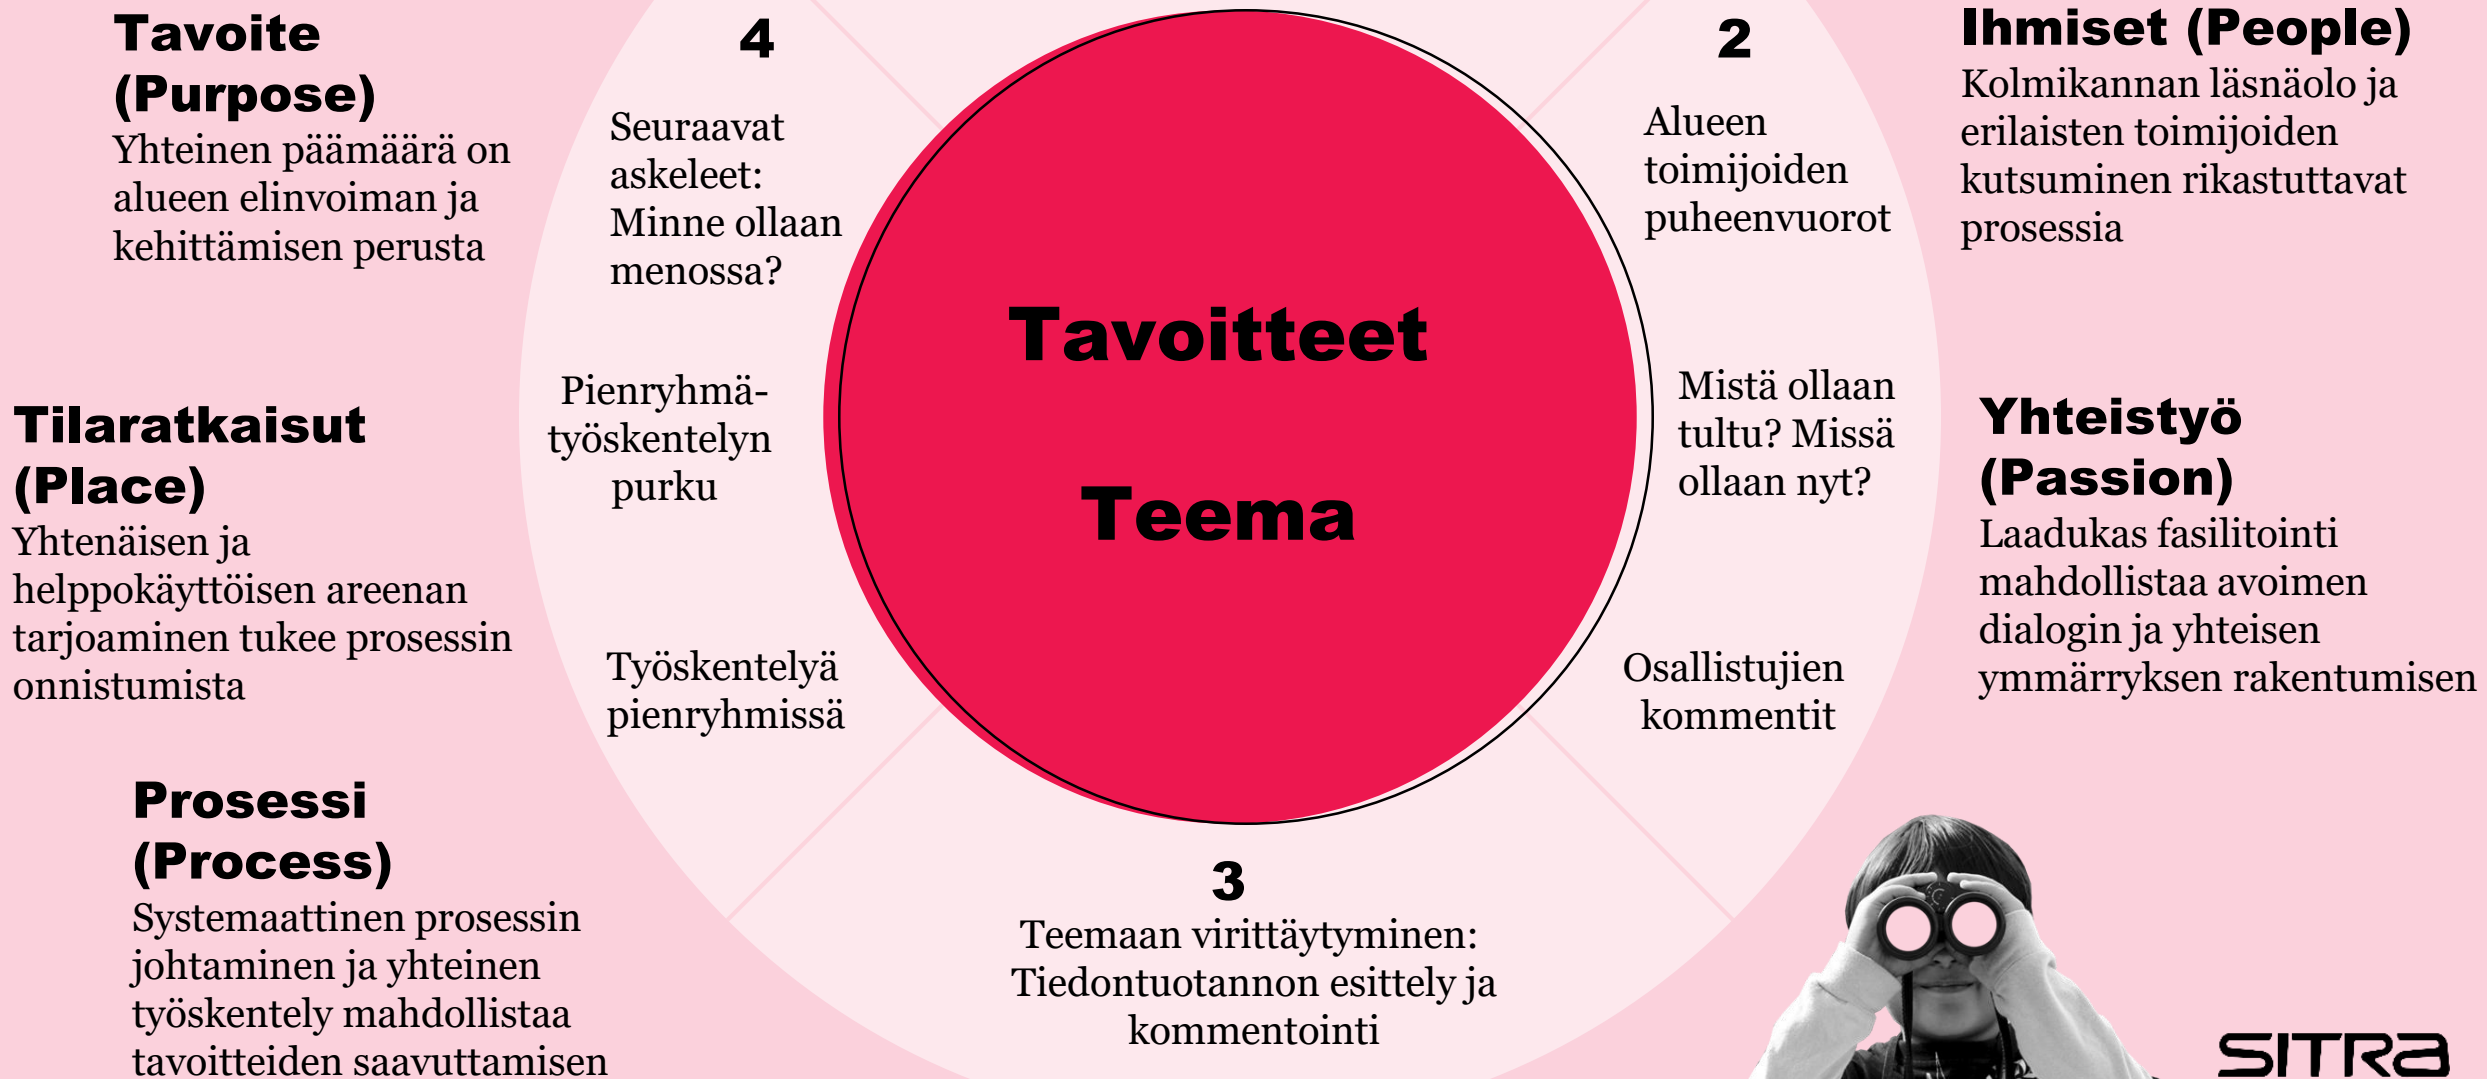 Tavoite
(Purpose)
Yhteinen päämäärä on
alueen elinvoiman ja
kehittämisen perusta
Tilaratkaisut
(Place)
Yhtenäisen ja
helppokäyttöisen areenan
tarjoaminen tukee prosessin
onnistumista
Prosessi
(Process)
Systemaattinen prosessin
johtaminen ja yhteinen
työskentely mahdollistaa
tavoitteiden saavuttamisen
4
Seuraavat
askeleet:
Minne ollaan
menossa?
Pienryhmä-
työskentelyn
purku
Työskentelyä
pienryhmissä
Tavoitteet
Teema
3
Teemaan virittäytyminen:
Tiedontuotannon esittely ja
kommentointi
2
Alueen
toimijoiden
puheenvuorot
Mistä ollaan
tultu? Missä
ollaan nyt?
Osallistujien
kommentit
Ihmiset (People)
Kolmikannan läsnäolo ja
erilaisten toimijoiden
kutsuminen rikastuttavat
prosessia
Yhteistyö
(Passion)
Laadukas fasilitointi
mahdollistaa avoimen
dialogin ja yhteisen
ymmärryksen rakentumisen
SITRA